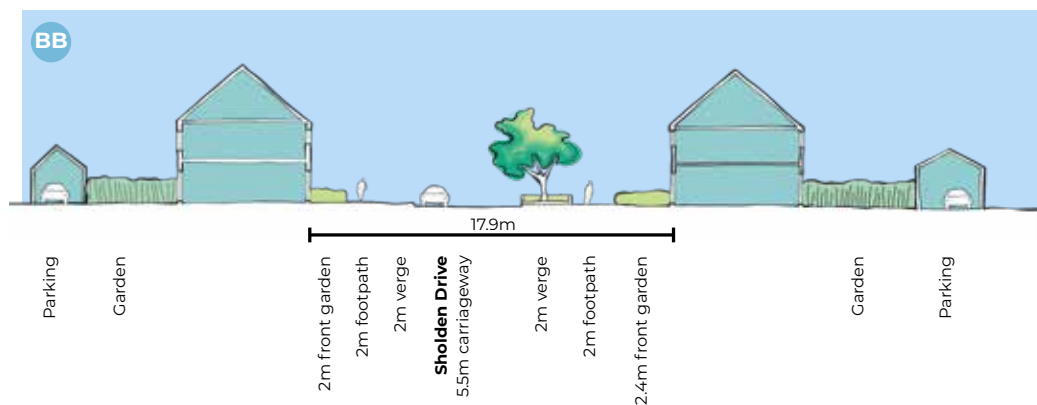 BB
17.9m
Parking
Garden
2m front garden
2m footpath
2m verge
Sholden Drive
5.5m carriageway
2m verge
2m footpath
2.4m front garden
Garden
Parking